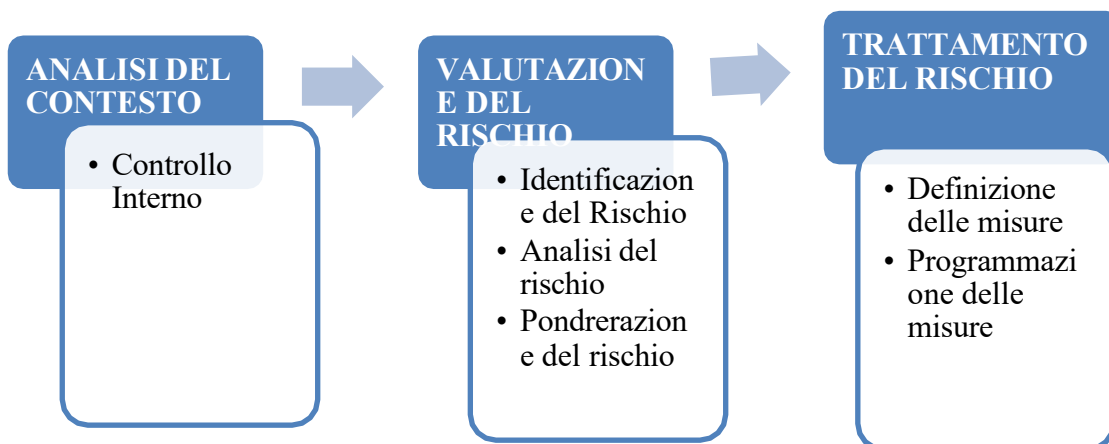 ANALISI DEL
CONTESTO
• Controllo
Interno
VALUTAZION
E DEL
RISCHIO
• Identificazion
e del Rischio
• Analisi del
rischio
• Pondrerazion
e del rischio
TRATTAMENTO
DEL RISCHIO
• Definizione
delle misure
• Programmazi
one delle
misure